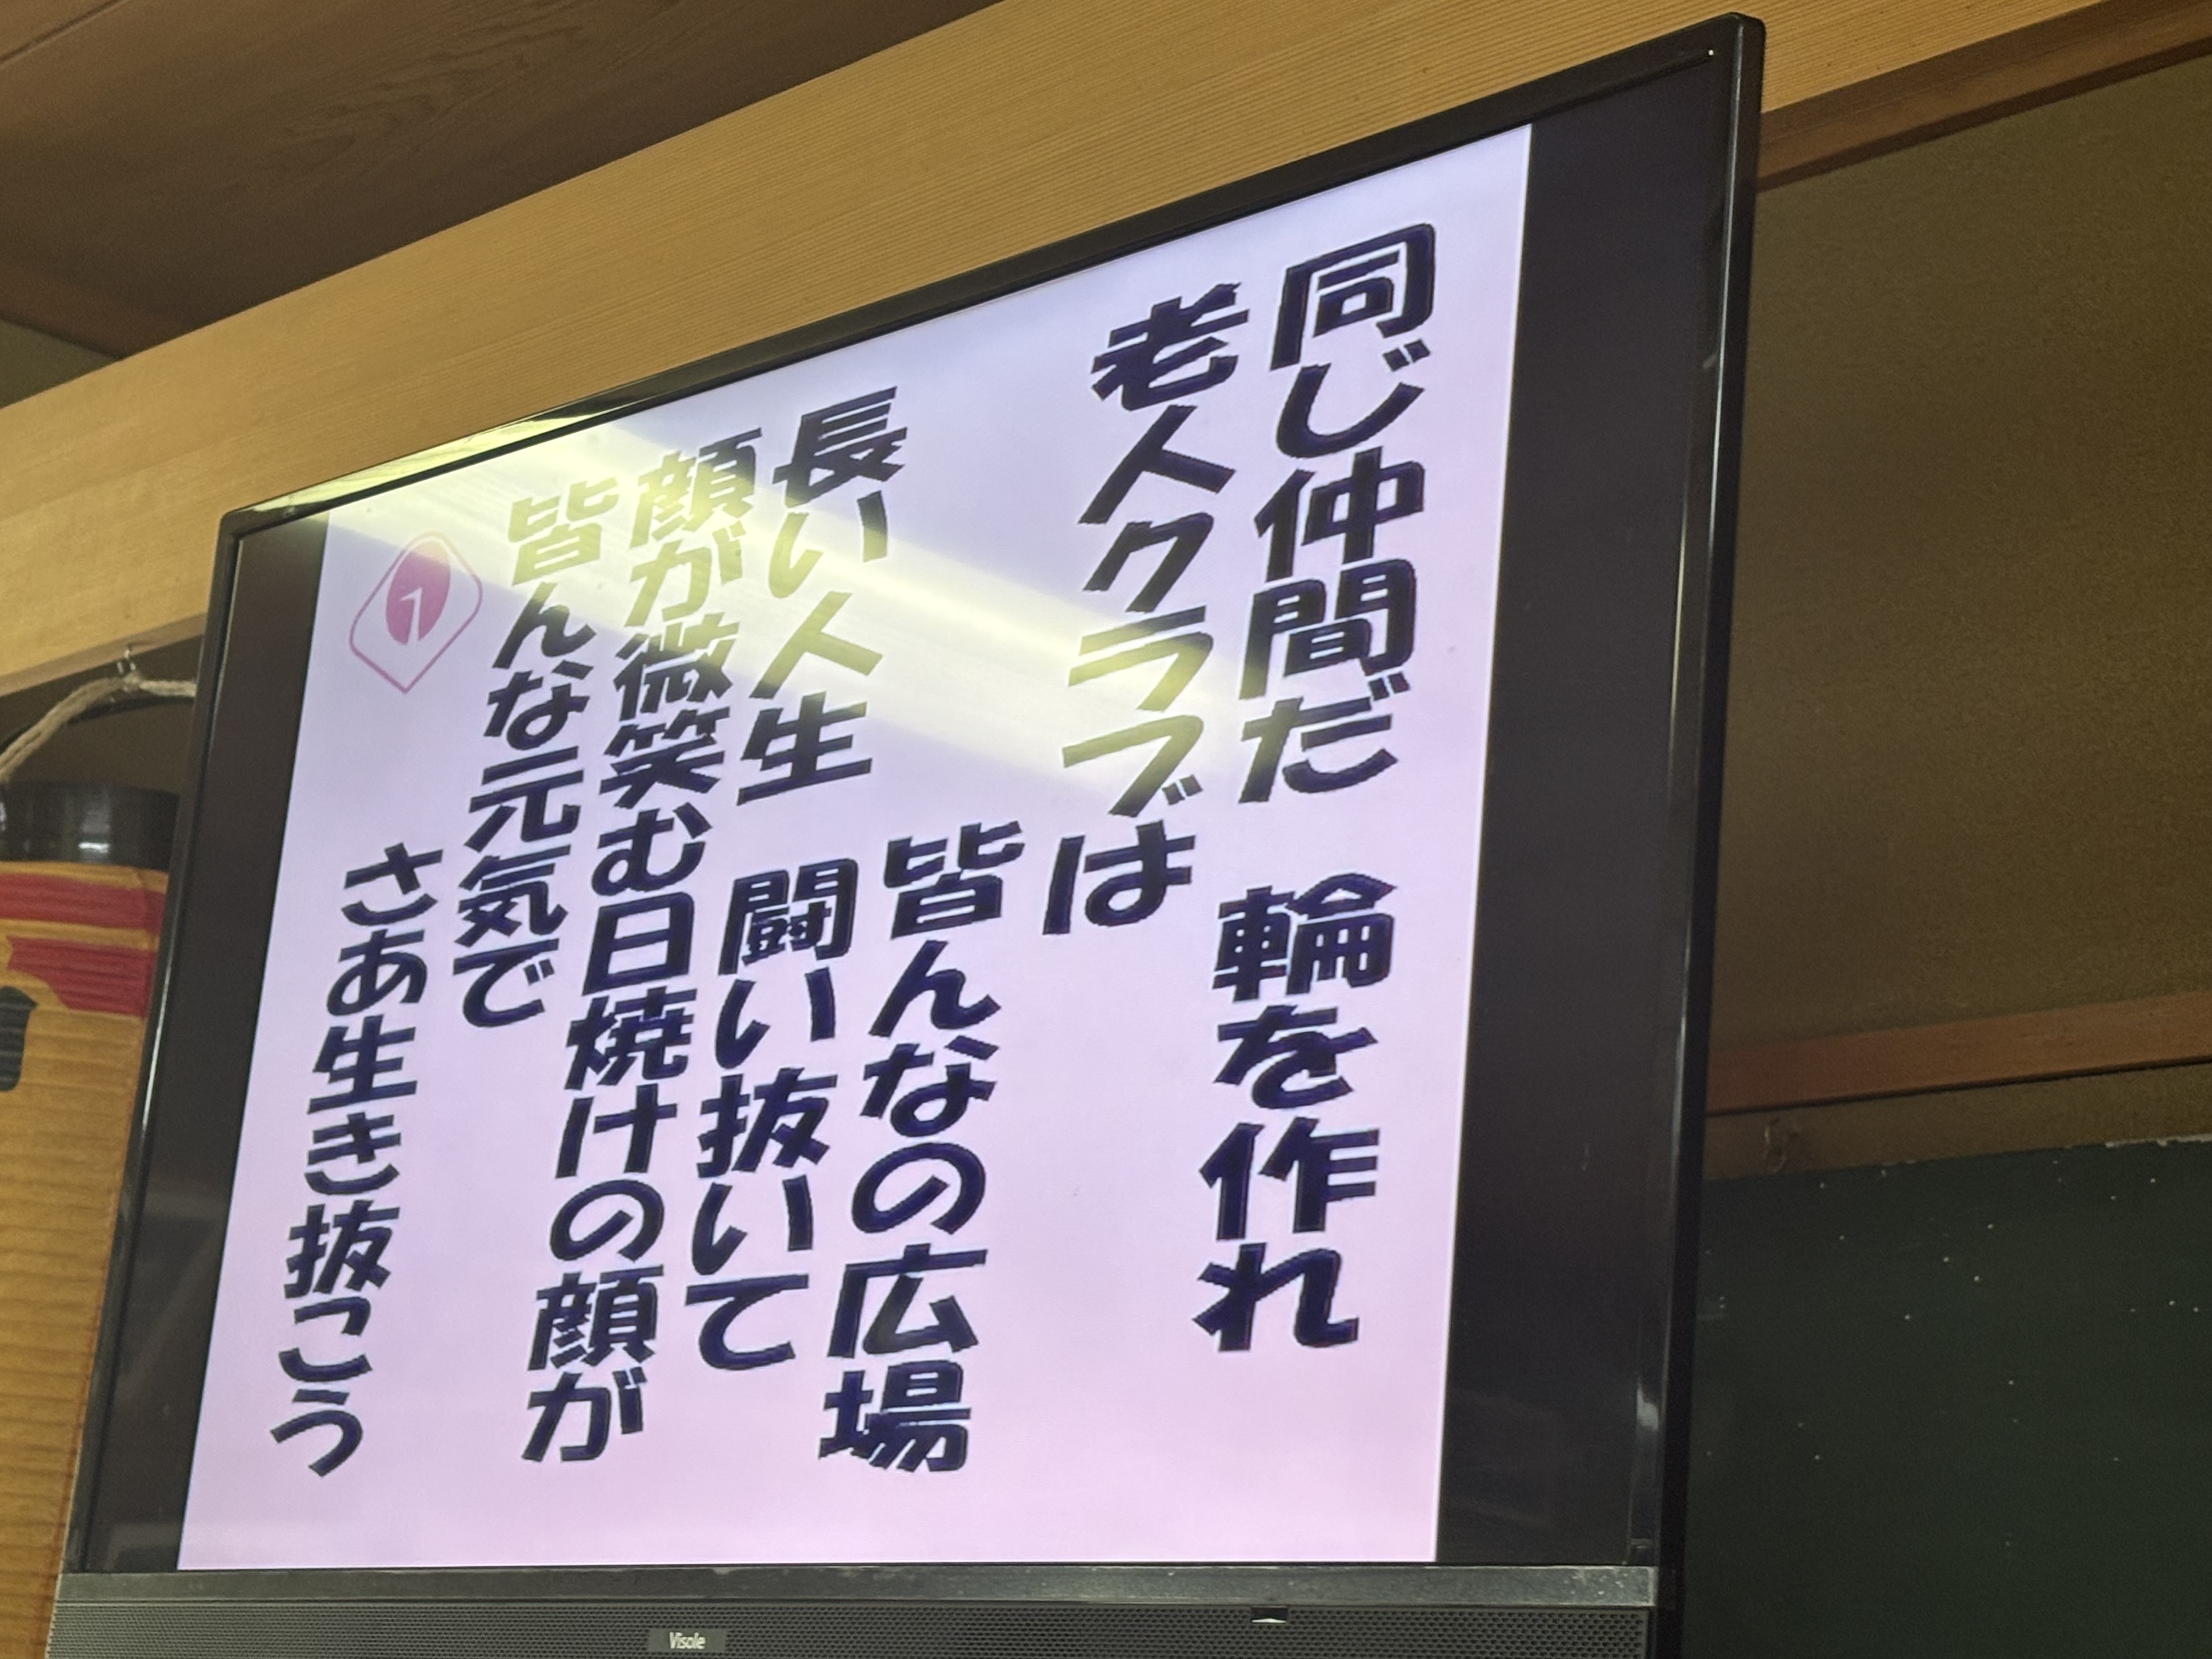 同じ仲間だ 輪を作れ
老人クラブは
皆んなの広場
長い人生 闘い抜いて
顔が微笑む日焼けの顔が
皆んな元気で
さあ生き抜こう
Visole